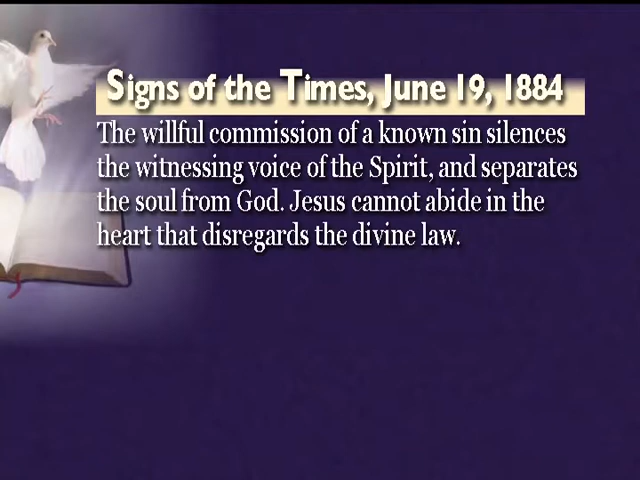 Signs of the Times, June 19, 1884
The willful commission of a known sin silences
the witnessing voice of the Spirit, and separates
the soul from God. Jesus cannot abide in the
heart that disregards the divine law.